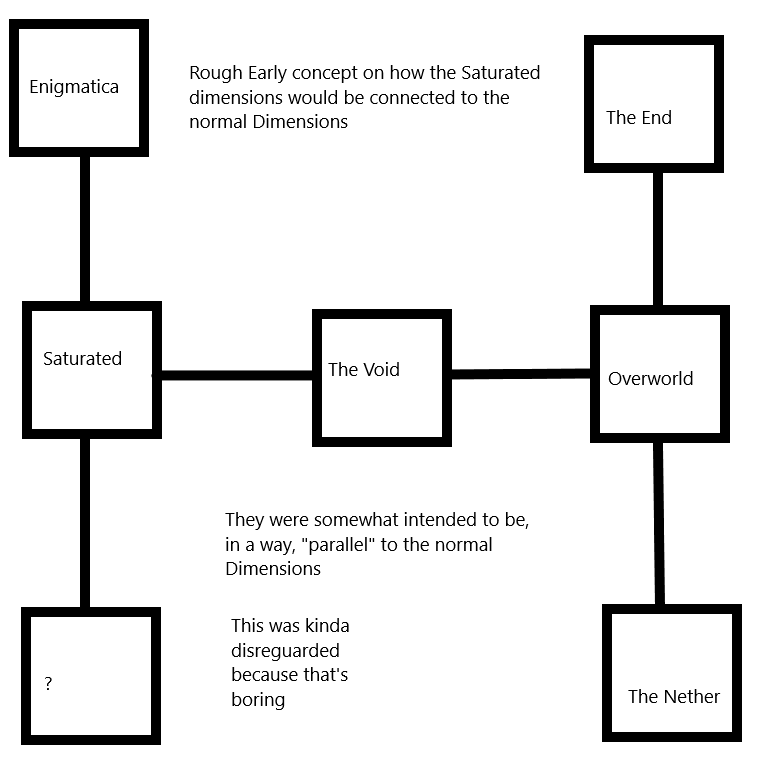 Enigmatica
Rough Early concept on how the Saturated
dimensions would be connected to the
normal Dimensions
The End
Saturated
The Void
Overworld
They were somewhat intended to be,
in a way, "parallel" to the normal
Dimensions
This was kinda
disreguarded
because that's
boring
?
The Nether